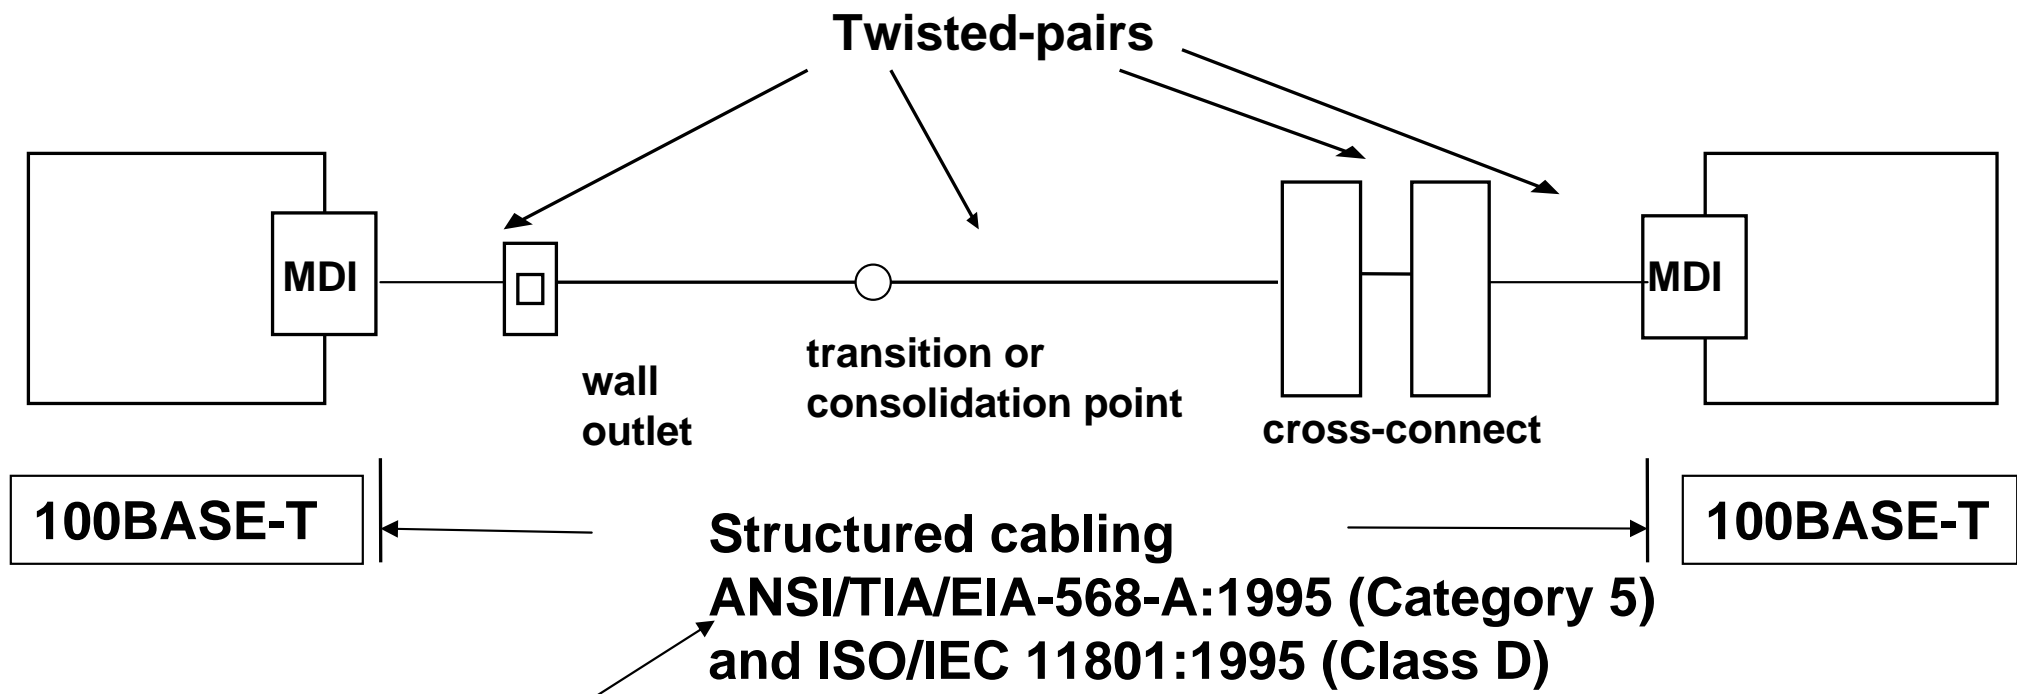 Twisted-pairs
MDI
MDI
wall
outlet
transition or
consolidation point
cross-connect
100BASE-T
100BASE-T
Structured cabling
ANSI/TIA/EIA-568-A:1995 (Category 5)
and ISO/IEC 11801:1995 (Class D)